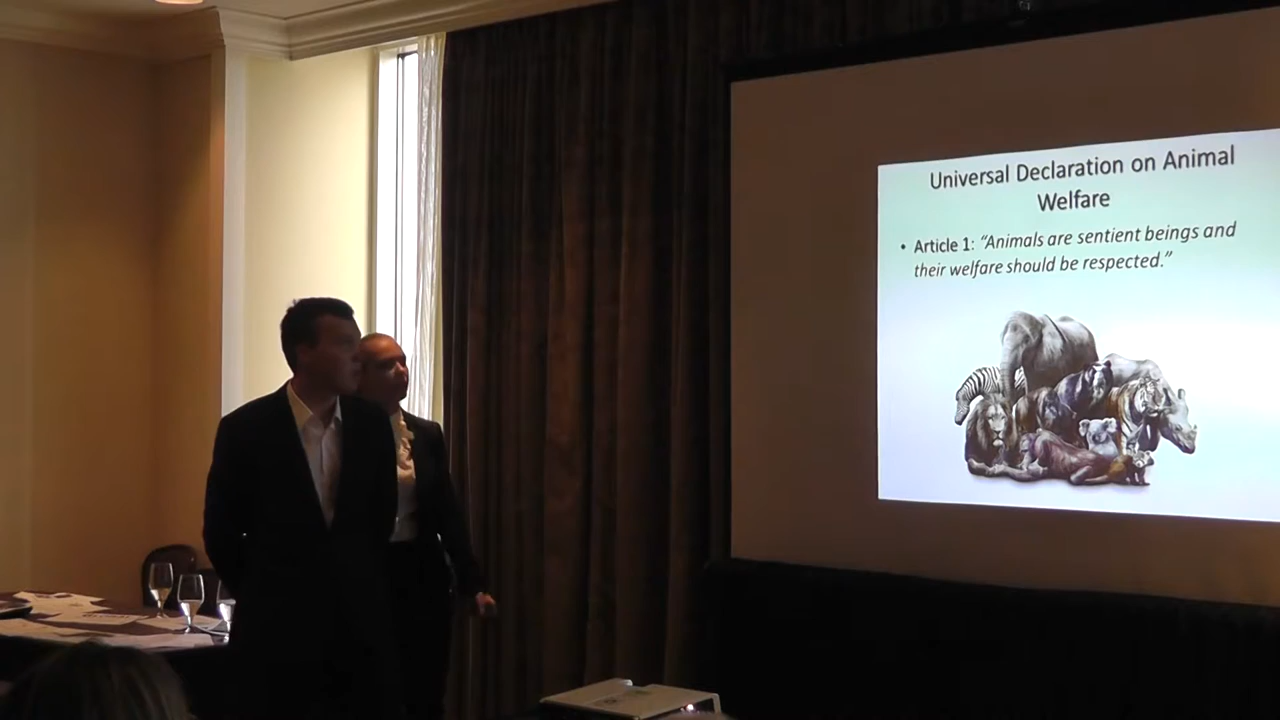 Universal Declaration on Animal
Welfare
• Article 1: “Animals are sentient beings and
their welfare should be respected.”